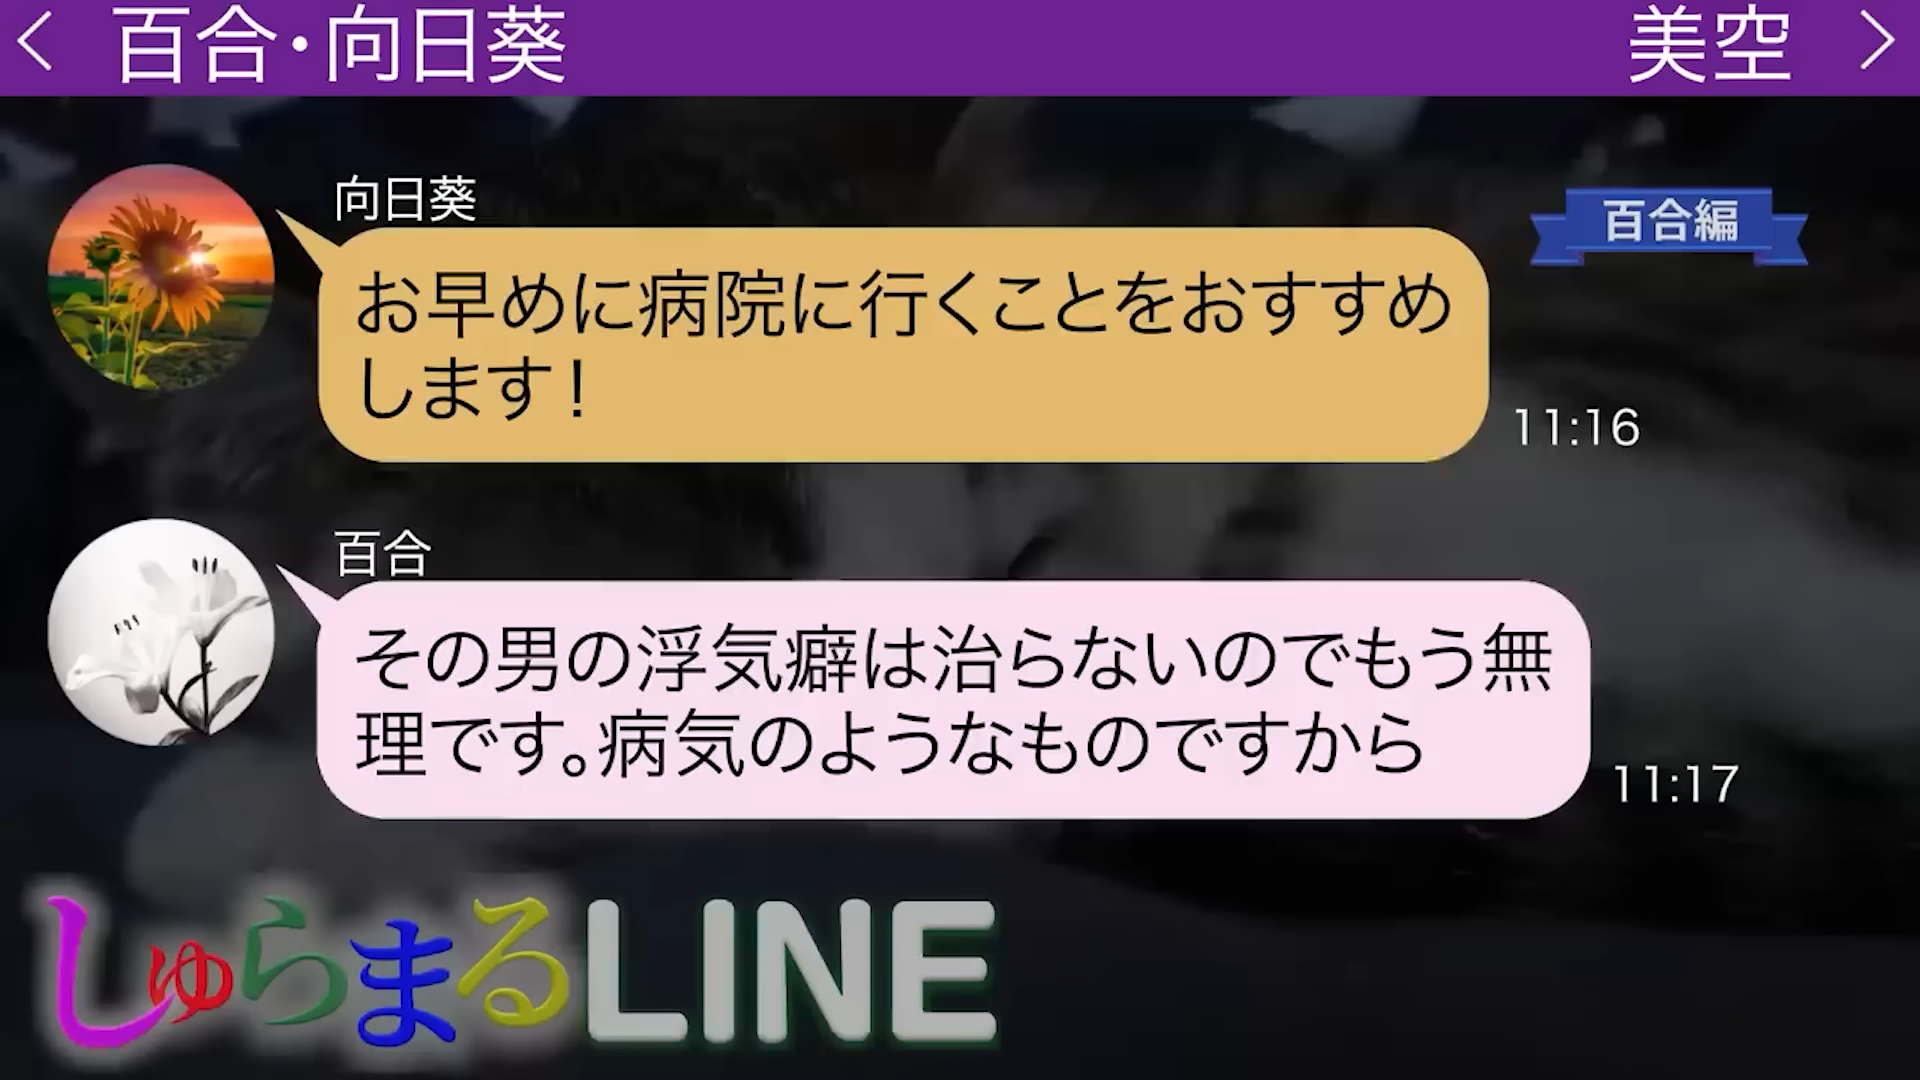 百合・向日葵
美空
向日葵
百合編
お早めに病院に行くことをおすすめ
します!
11:16
百合
その男の浮気癖は治らないのでもう無
理です。病気のようなものですから
11:17
しゅらまるLINE